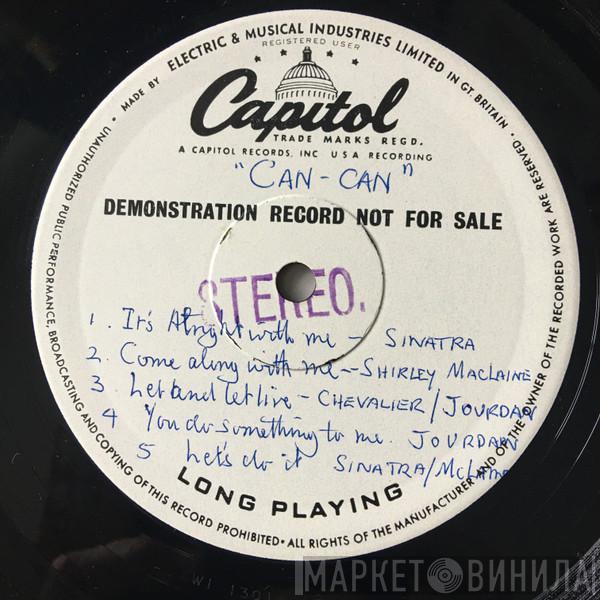 MADE BY ELECTRIC & MUSICAL INDUSTRIES LIMITED IN GT. BRITAIN •
REGISTERED USER
Capitol
TRADE MARKS REGD.
A CAPITOL RECORDS, INC U S A RECORDING
"CAN-CAN"
DEMONSTRATION RECORD NOT FOR SALE
STEREO.
1. It's Alright with me - SINATRA
2. Come along with me - SHIRLEY MACLAINE
3. Let and let live - CHEVALIER / JOURDAN
4 You do something to me. JOURDAN
5 Let's do it SINATRA/McLaine
LONG PLAYING
UNAUTHORIZED PUBLIC PERFORMANCE, BROADCASTING AND COPYING OF THIS RECORD PROHIBITED • ALL RIGHTS OF THE MANUFACTURER AND OF THE OWNER OF THE RECORDED WORK ARE RESERVED •
МАРКЕТ ВИНИЛА